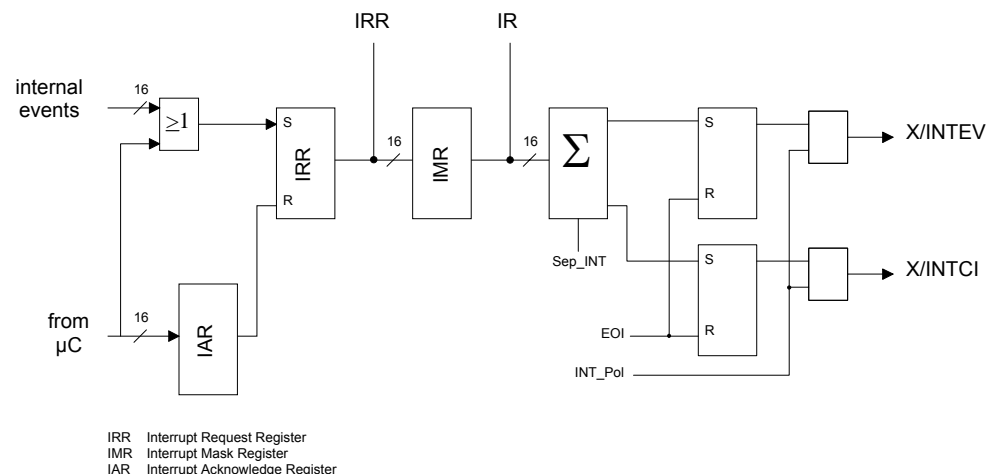 IRR IR
internal events
16
≥1
S
IRR
R
16
IMR
16
Σ
Sep_INT
S
R
X/INTEV
from µC
16
IAR
S
R
EOI
INT_Pol
X/INTCI
IRR Interrupt Request Register
IMR Interrupt Mask Register
IAR Interrupt Acknowledge Register